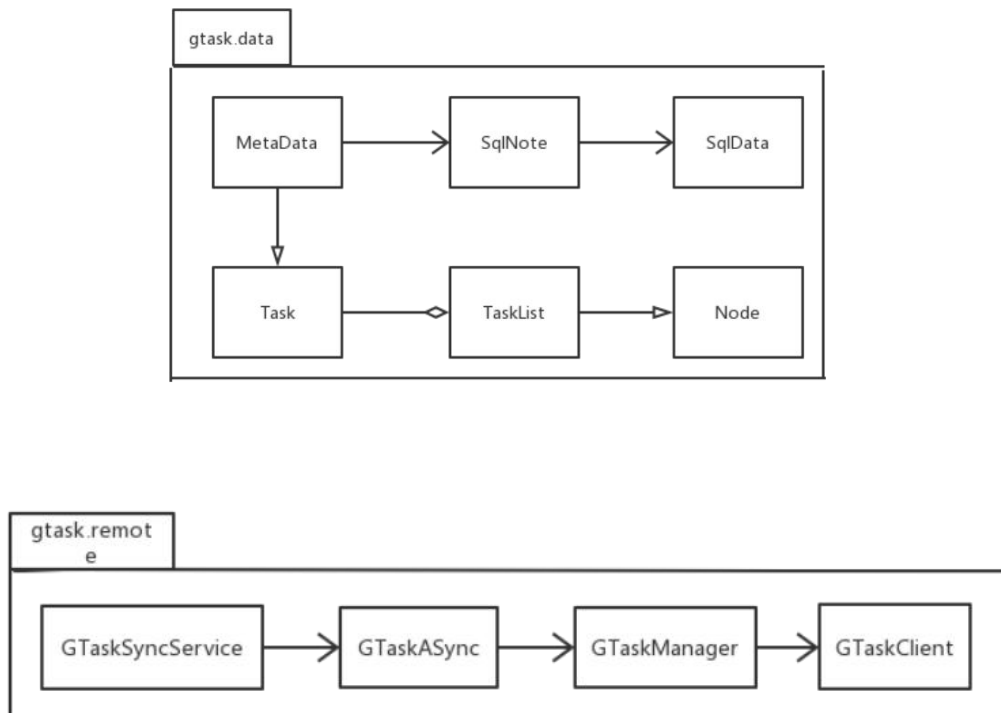 gtask.data
MetaData
SqlNote
SqlData
Task
TaskList
Node
gtask.remot
e
GTaskSyncService
GTaskASync
GTaskManager
GTaskClient